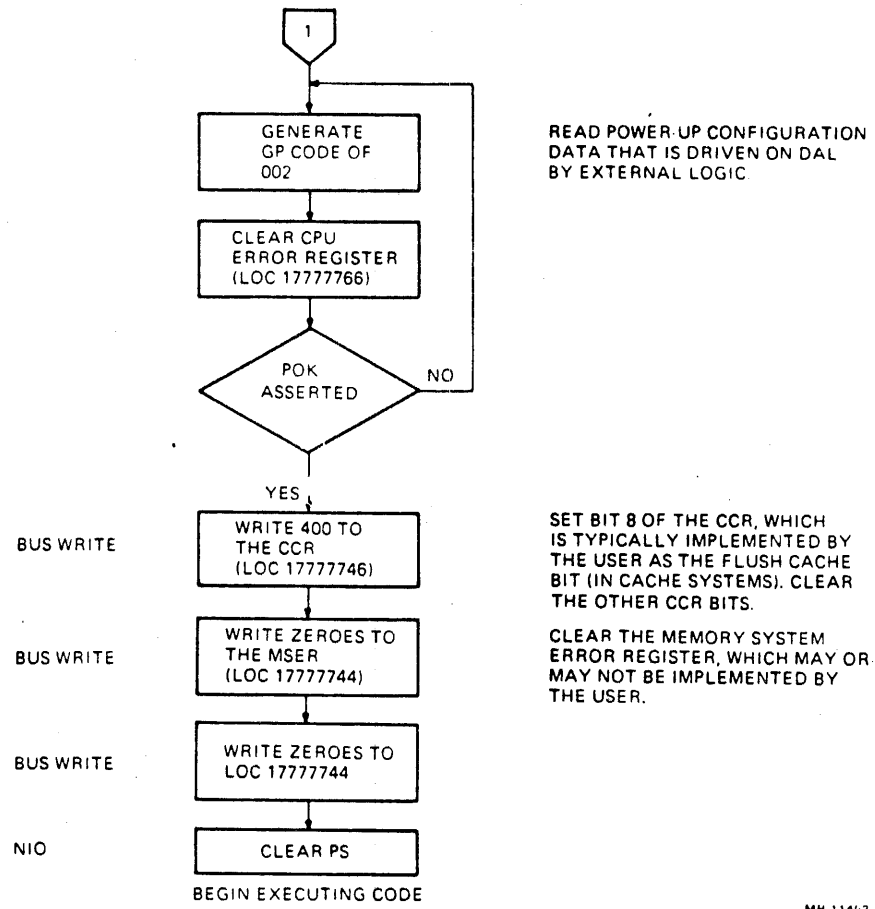 1
GENERATE
GP CODE OF
002
READ POWER-UP CONFIGURATION
DATA THAT IS DRIVEN ON DAL
BY EXTERNAL LOGIC
CLEAR CPU
ERROR REGISTER
(LOC 17777766)
POK
ASSERTED
NO
YES
BUS WRITE
WRITE 400 TO
THE CCR
(LOC 17777746)
SET BIT 8 OF THE CCR, WHICH
IS TYPICALLY IMPLEMENTED BY
THE USER AS THE FLUSH CACHE
BIT (IN CACHE SYSTEMS). CLEAR
THE OTHER CCR BITS.
BUS WRITE
WRITE ZEROES TO
THE MSER
(LOC 17777744)
CLEAR THE MEMORY SYSTEM
ERROR REGISTER, WHICH MAY OR
MAY NOT BE IMPLEMENTED BY
THE USER.
BUS WRITE
WRITE ZEROES TO
LOC 17777744
NIO
CLEAR PS
BEGIN EXECUTING CODE